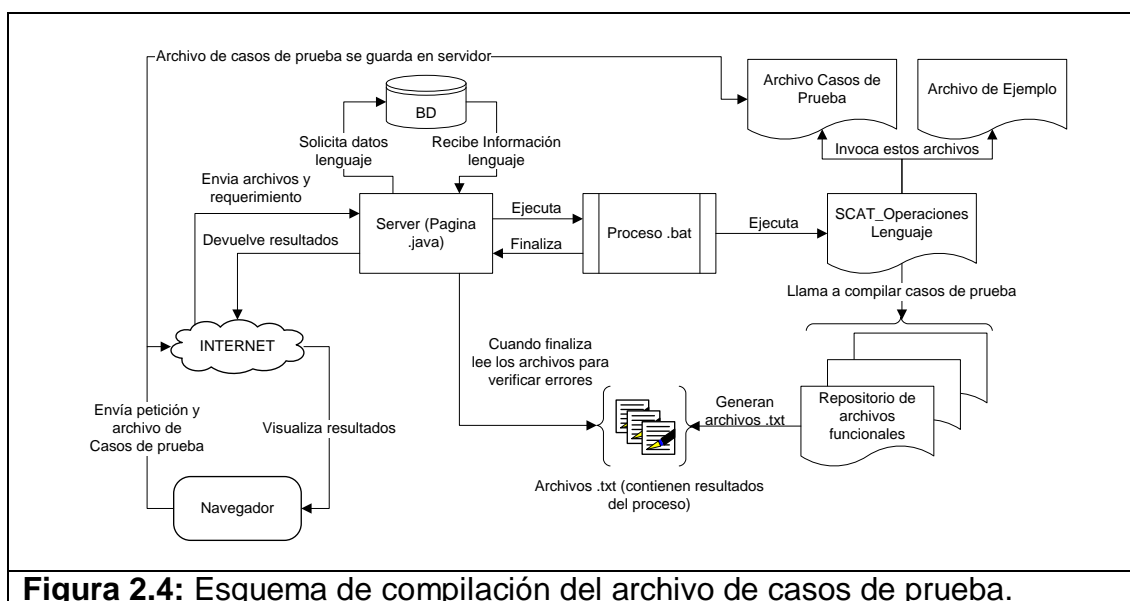 Archivo de casos de prueba se guarda en servidor
Archivo Casos de
Prueba
Archivo de Ejemplo
BD
Solicita datos
lenguaje
Recibe Información
lenguaje
Invoca estos archivos
Envia archivos y
requerimiento
Server (Pagina
.java)
Ejecuta
Finaliza
Proceso .bat
Ejecuta
SCAT_Operaciones
Lenguaje
Devuelve resultados
Llama a compilar casos de prueba
INTERNET
Cuando finaliza
lee los archivos para
verificar errores
Envía petición y
archivo de
Casos de prueba
Visualiza resultados
Generan
archivos .txt
Repositorio de
archivos
funcionales
Archivos .txt (contienen resultados
del proceso)
Navegador
Figura 2.4: Esquema de compilación del archivo de casos de prueba.